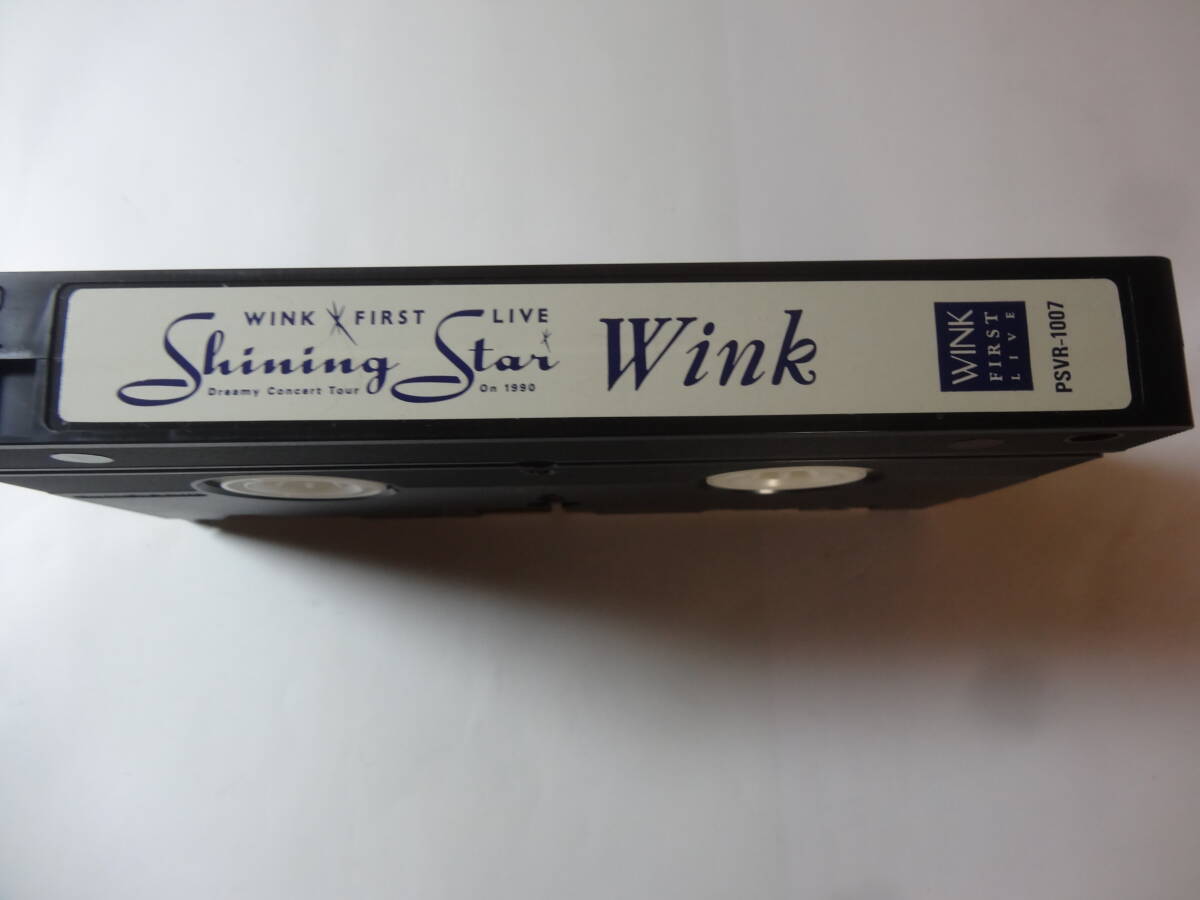 WINK FIRST LIVE
Shining Star
Dreamy Concert Tour On 1990
Wink
WINK
FIRST
LIVE
PSVR-1007